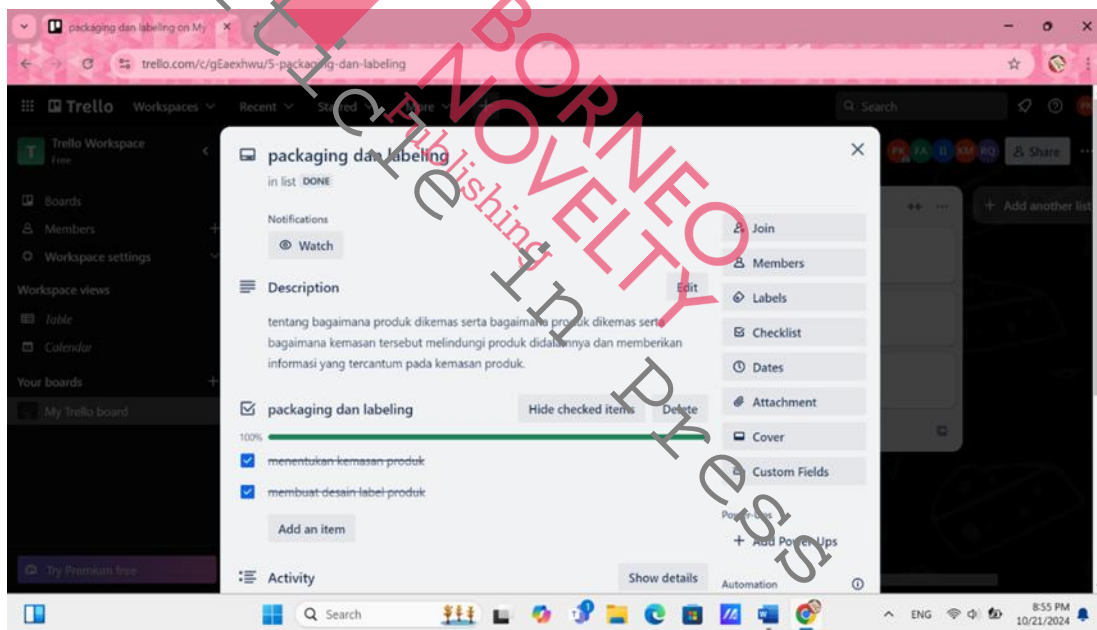 packaging dan labeling on My
trello.com/c/gEaexhwu/5-packaging-dan-labeling
Trello Workspaces Recent Starred More Search
Trello Workspace
Free
Boards
Members
Workspace settings
Workspace views
Table
Calendar
Your boards
My Trello board
Try Premium free
packaging dan labeling
in list DONE
Notifications
Watch
Description
Edit
tentang bagaimana produk dikemas serta bagaimana produk dikemas serta
bagaimana kemasan tersebut melindungi produk didalamnya dan memberikan
informasi yang tercantum pada kemasan produk.
packaging dan labeling
Hide checked items
Delete
100%
menentukan kemasan produk
membuat desain label produk
Add an item
Activity
Show details
Join
Members
Labels
Checklist
Dates
Attachment
Cover
Custom Fields
Power-Ups
+ Add Power-Ups
Automation
FA II KM RQ
Share
+ Add another list
BORNEO
NOVELTY
Publishing
in Press
Search
ENG
8:55 PM
10/21/2024